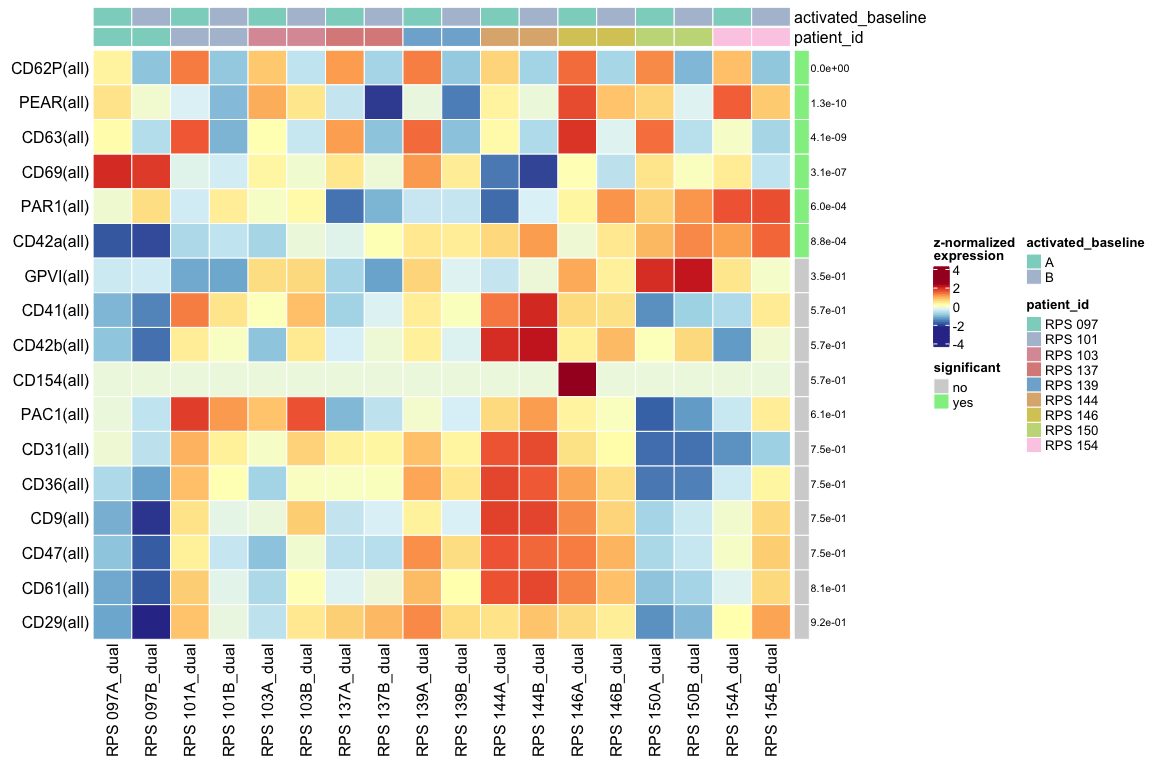 activated_baseline
patient_id
CD62P(all) 0.0e+00
PEAR(all) 1.3e-10
CD63(all) 4.1e-09
CD69(all) 3.1e-07
PAR1(all) 6.0e-04
CD42a(all) 8.8e-04
GPVI(all) 3.5e-01
CD41(all) 5.7e-01
CD42b(all) 5.7e-01
CD154(all) 5.7e-01
PAC1(all) 6.1e-01
CD31(all) 7.5e-01
CD36(all) 7.5e-01
CD9(all) 7.5e-01
CD47(all) 7.5e-01
CD61(all) 8.1e-01
CD29(all) 9.2e-01
RPS 097A_dual
RPS 097B_dual
RPS 101A_dual
RPS 101B_dual
RPS 103A_dual
RPS 103B_dual
RPS 137A_dual
RPS 137B_dual
RPS 139A_dual
RPS 139B_dual
RPS 144A_dual
RPS 144B_dual
RPS 146A_dual
RPS 146B_dual
RPS 150A_dual
RPS 150B_dual
RPS 154A_dual
RPS 154B_dual
z-normalized
expression
4
2
0
-2
-4
significant
no
yes
activated_baseline
A
B
patient_id
RPS 097
RPS 101
RPS 103
RPS 137
RPS 139
RPS 144
RPS 146
RPS 150
RPS 154